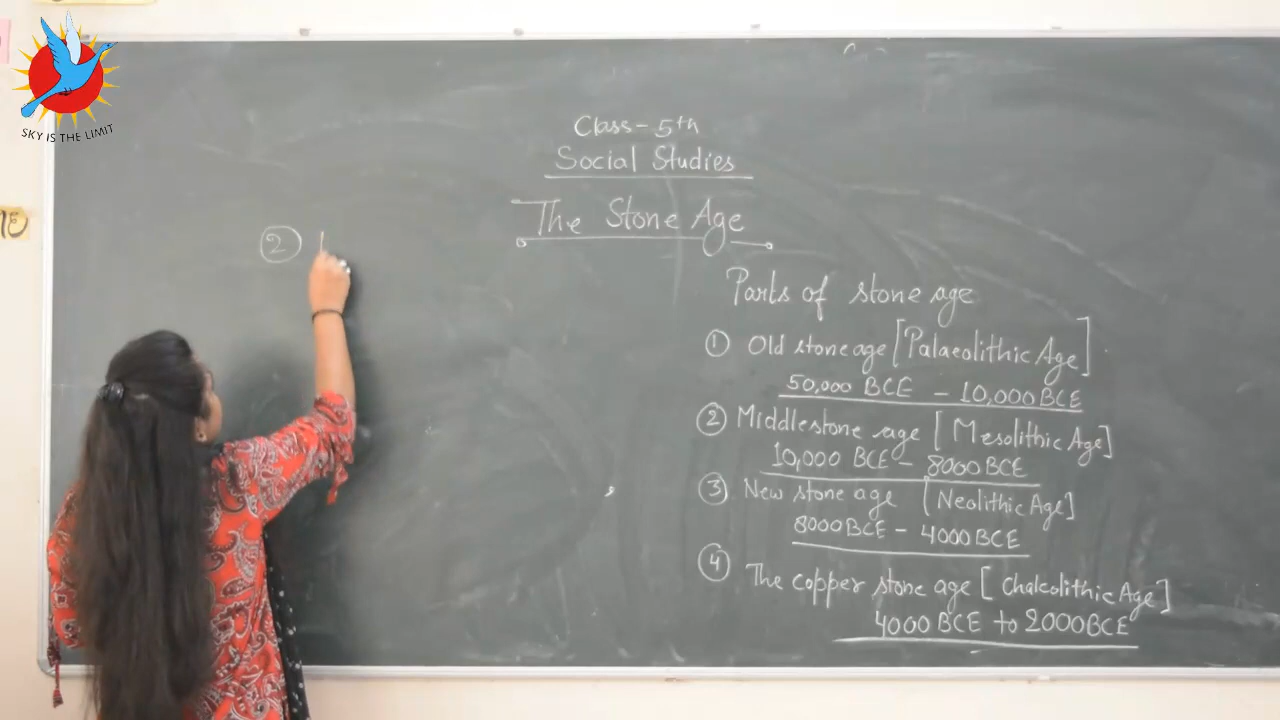 SKY IS THE LIMIT
Class - 5th
Social Studies
The Stone Age
②
Parts of stone age
① Old stone age [Palaeolithic Age]
50,000 BCE - 10,000 BCE
② Middle stone age [Mesolithic Age]
10,000 BCE - 8000 BCE
③ New stone age [Neolithic Age]
8000 BCE - 4000 BCE
④ The copper stone age [Chalcolithic Age]
4000 BCE to 2000 BCE